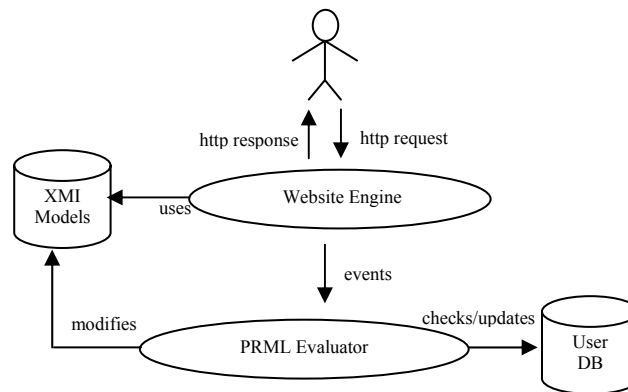 http response
http request
XMI
Models
uses
Website Engine
events
modifies
checks/updates
PRML Evaluator
User
DB